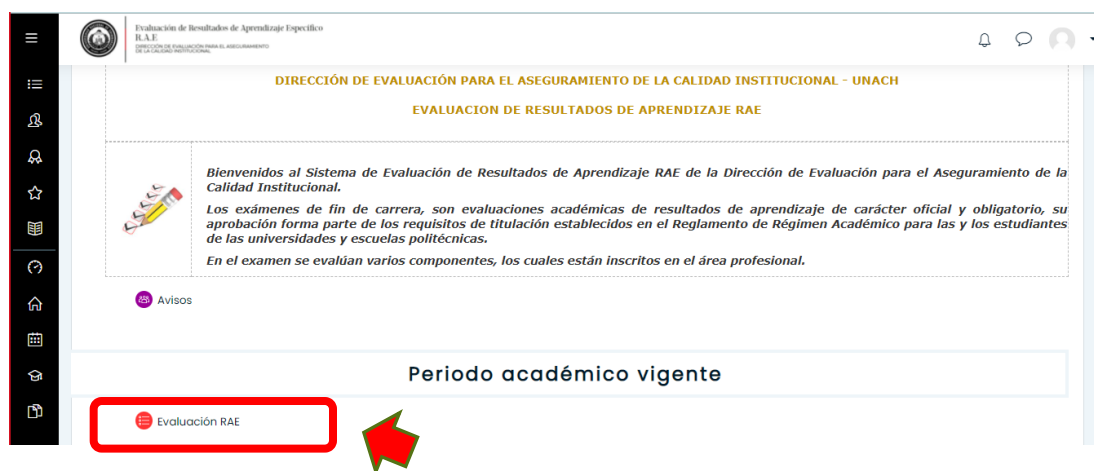 Evaluación de Resultados de Aprendizaje Específico
R.A.E
DIRECCIÓN DE EVALUACIÓN PARA EL ASEGURAMIENTO
DE LA CALIDAD INSTITUCIONAL
DIRECCIÓN DE EVALUACIÓN PARA EL ASEGURAMIENTO DE LA CALIDAD INSTITUCIONAL - UNACH
EVALUACION DE RESULTADOS DE APRENDIZAJE RAE
Bienvenidos al Sistema de Evaluación de Resultados de Aprendizaje RAE de la Dirección de Evaluación para el Aseguramiento de la
Calidad Institucional.
Los exámenes de fin de carrera, son evaluaciones académicas de resultados de aprendizaje de carácter oficial y obligatorio, su
aprobación forma parte de los requisitos de titulación establecidos en el Reglamento de Régimen Académico para las y los estudiantes
de las universidades y escuelas politécnicas.
En el examen se evalúan varios componentes, los cuales están inscritos en el área profesional.
Avisos
Periodo académico vigente
Evaluación RAE